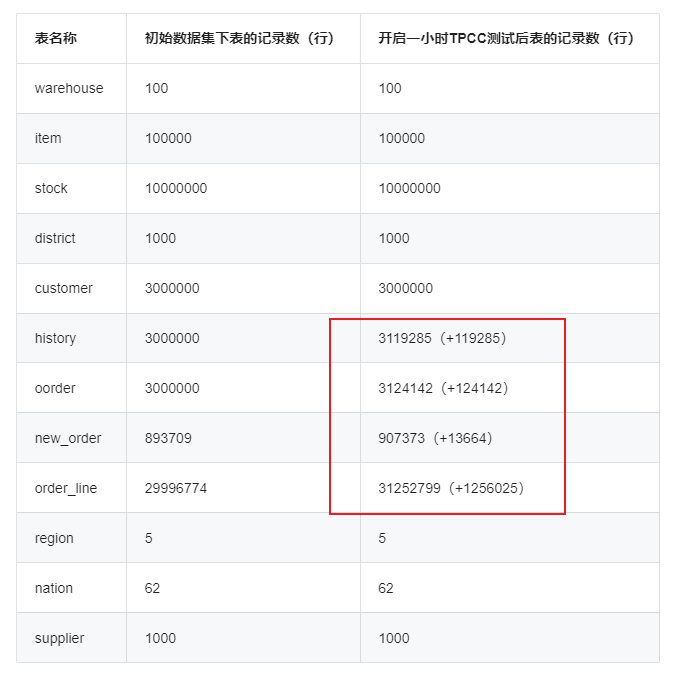 表名称 初始数据集下表的记录数（行） 开启一小时TPCC测试后表的记录数（行）
warehouse 100 100
item 100000 100000
stock 10000000 10000000
district 1000 1000
customer 3000000 3000000
history 3000000 3119285（+119285）
oorder 3000000 3124142（+124142）
new_order 893709 907373（+13664）
order_line 29996774 31252799（+1256025）
region 5 5
nation 62 62
supplier 1000 1000